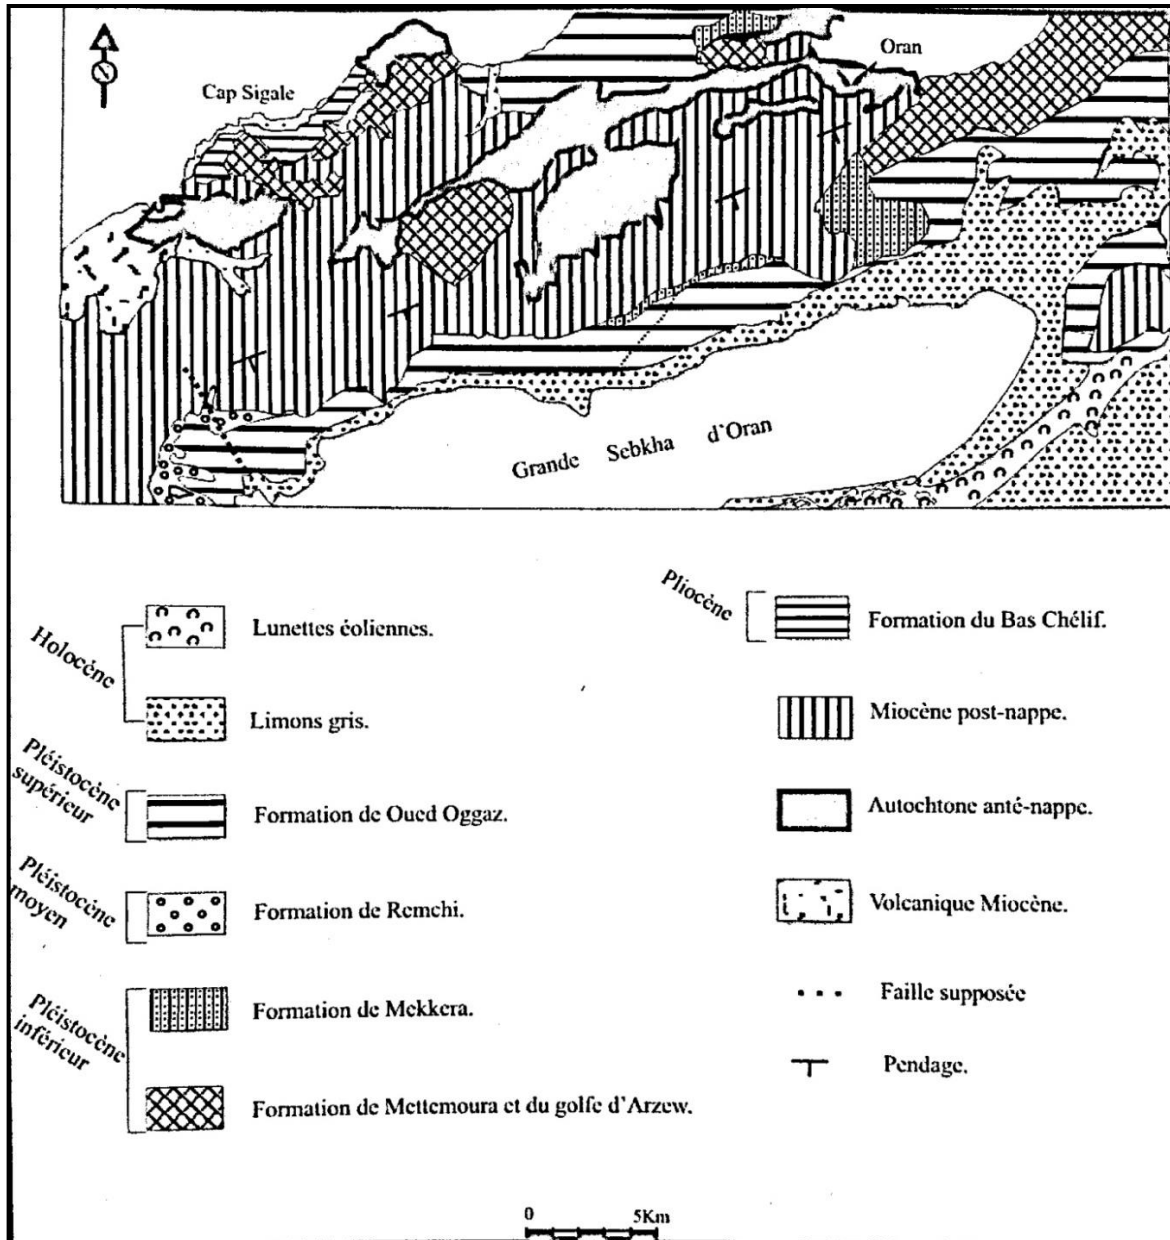 Oran
Cap Sigale
Grande Sebkha d'Oran
Holocène
Lunettes éoliennes.
Limons gris.
Pléistocène
supérieur
Formation de Oued Oggaz.
Pléistocène
moyen
Formation de Remchi.
Pléistocène
inférieur
Formation de Mekkera.
Formation de Mettemoura et du golfe d'Arzew.
Pliocène
Formation du Bas Chélif.
Miocène post-nappe.
Autochtone anté-nappe.
Volcanique Miocène.
Faille supposée
Pendage.
0 5Km